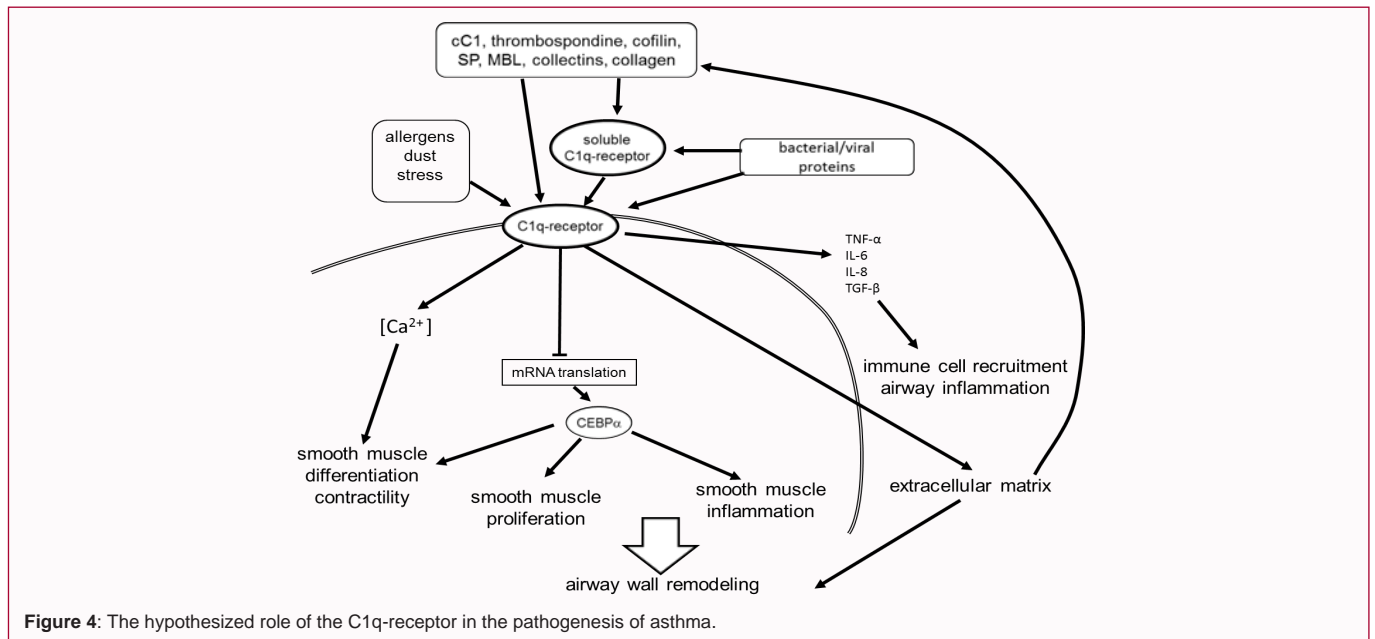 cC1, thrombospondine, cofilin,
SP, MBL, collectins, collagen
allergens
dust
stress
soluble
C1q-receptor
bacterial/viral
proteins
C1q-receptor
TNF-α
IL-6
IL-8
TGF-β
[Ca²⁺]
immune cell recruitment
airway inflammation
mRNA translation
CEBPα
smooth muscle
differentiation
contractility
smooth muscle
proliferation
smooth muscle
inflammation
extracellular matrix
airway wall remodeling
Figure 4: The hypothesized role of the C1q-receptor in the pathogenesis of asthma.